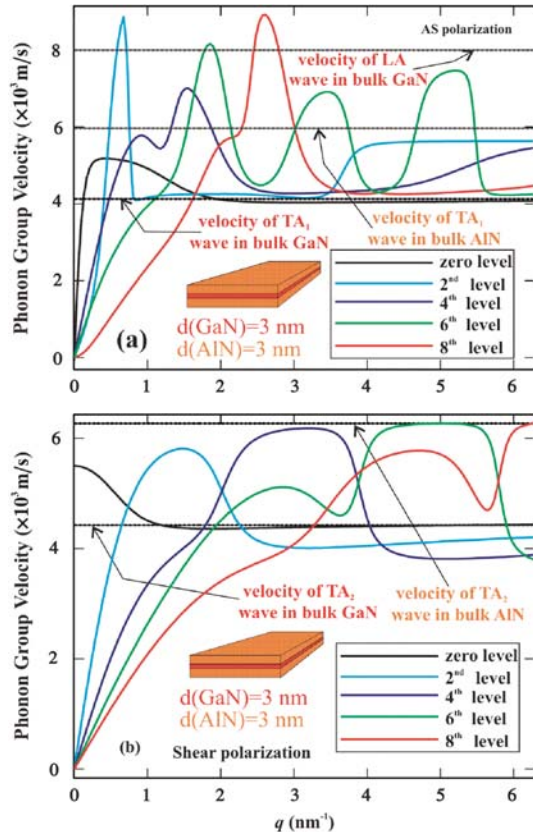 Phonon Group Velocity (×10³ m/s)
8
6
4
2
0
AS polarization
velocity of LA
wave in bulk GaN
velocity of TA₁
wave in bulk GaN
velocity of TA₁
wave in bulk AlN
(a)
d(GaN)=3 nm
d(AlN)=3 nm
zero level
2ⁿᵈ level
4ᵗʰ level
6ᵗʰ level
8ᵗʰ level
0 1 2 3 4 5 6
Phonon Group Velocity (×10³ m/s)
6
4
2
0
velocity of TA₂
wave in bulk GaN
velocity of TA₂
wave in bulk AlN
d(GaN)=3 nm
d(AlN)=3 nm
zero level
2ⁿᵈ level
4ᵗʰ level
6ᵗʰ level
8ᵗʰ level
(b) Shear polarization
0 1 2 3 4 5 6
q (nm⁻¹)